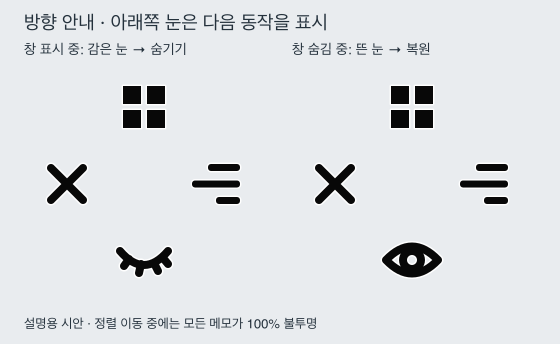 방향 안내 · 아래쪽 눈은 다음 동작을 표시
창 표시 중: 감은 눈 → 숨기기
창 숨김 중: 뜬 눈 → 복원
설명용 시안 · 정렬 이동 중에는 모든 메모가 100% 불투명